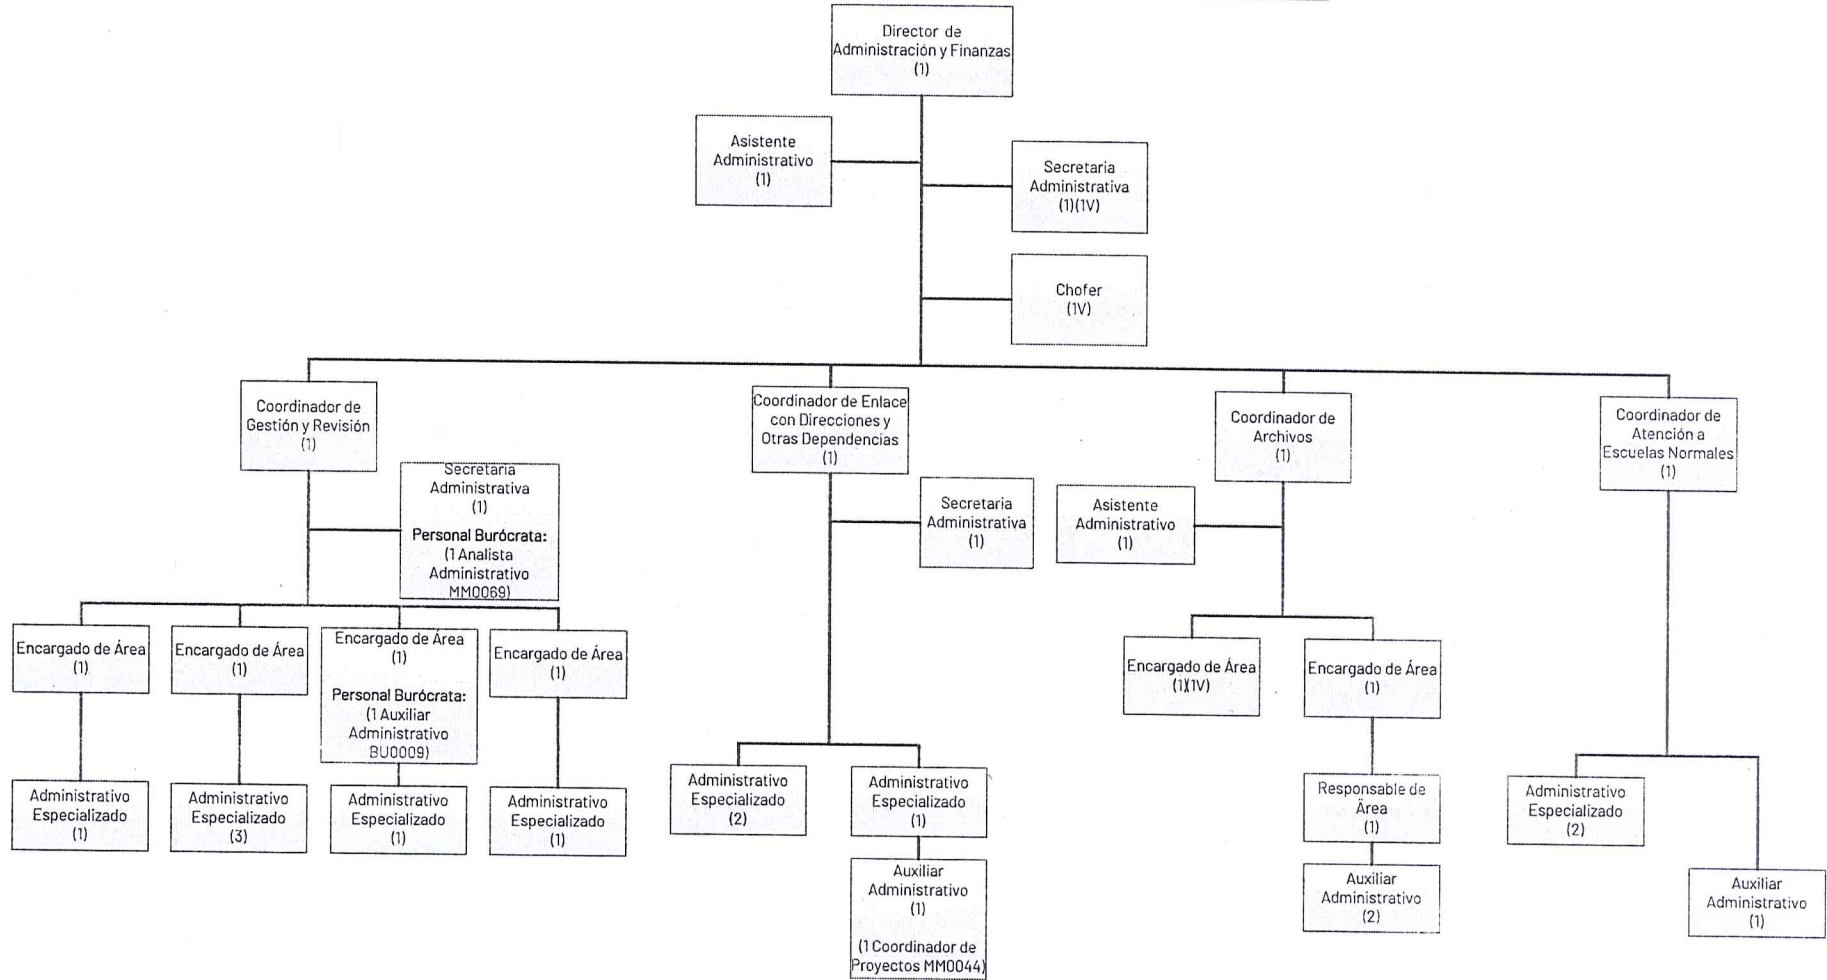 Director de
Administración y Finanzas
(1)
Asistente
Administrativo
(1)
Secretaria
Administrativa
(1)(1V)
Chofer
(1V)
Coordinador de
Gestión y Revisión
(1)
Secretaria
Administrativa
(1)
Personal Burócrata:
(1 Analista
Administrativo
MM0069)
Encargado de Área
(1)
Administrativo
Especializado
(1)
Encargado de Área
(1)
Administrativo
Especializado
(3)
Encargado de Área
(1)
Personal Burócrata:
(1 Auxiliar
Administrativo
BU0009)
Administrativo
Especializado
(1)
Encargado de Área
(1)
Administrativo
Especializado
(1)
Coordinador de Enlace
con Direcciones y
Otras Dependencias
(1)
Secretaria
Administrativa
(1)
Administrativo
Especializado
(2)
Administrativo
Especializado
(1)
Auxiliar
Administrativo
(1)
(1 Coordinador de
Proyectos MM0044)
Coordinador de
Archivos
(1)
Asistente
Administrativo
(1)
Encargado de Área
(1)(1V)
Encargado de Área
(1)
Responsable de
Área
(1)
Auxiliar
Administrativo
(2)
Coordinador de
Atención a
Escuelas Normales
(1)
Administrativo
Especializado
(2)
Auxiliar
Administrativo
(1)